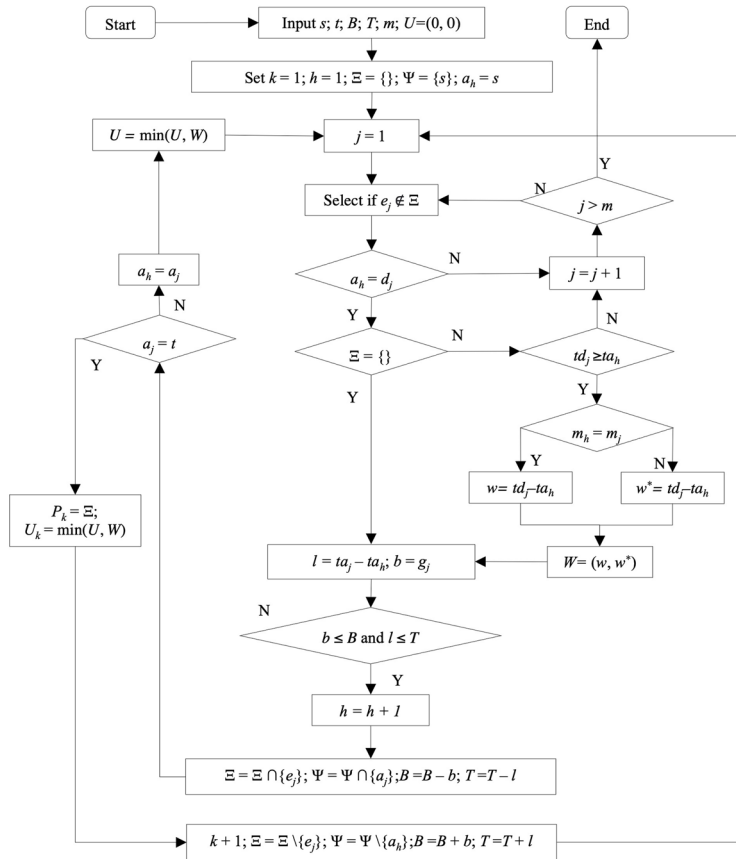 Start
Input s; t; B; T; m; U=(0, 0)
End
Set k = 1; h = 1; Ξ = {}; Ψ = {s}; a_h = s
U = min(U, W)
j = 1
Y
Select if e_j ∉ Ξ
N
j > m
a_h = a_j
a_h = d_j
N
j = j + 1
N
Y
N
a_j = t
Y
Ξ = {}
N
td_j ≥ta_h
Y
Y
m_h = m_j
Y
N
w= td_j–ta_h
w*= td_j–ta_h
P_k = Ξ;
U_k = min(U, W)
l = ta_j – ta_h; b = g_j
W= (w, w*)
N
b ≤ B and l ≤ T
Y
h = h + 1
Ξ = Ξ ∩{e_j}; Ψ = Ψ ∩{a_j};B=B – b; T =T – l
k + 1; Ξ = Ξ \{e_j}; Ψ = Ψ \{a_h};B=B + b; T =T + l